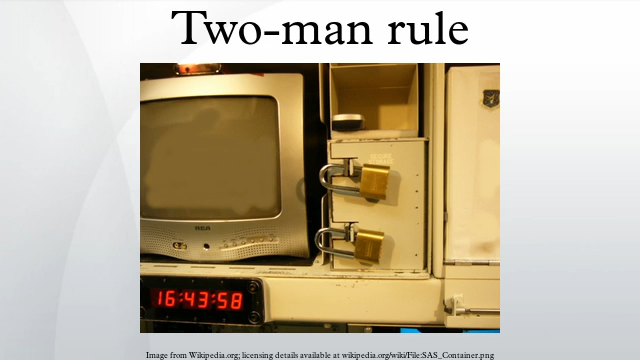 Two-man rule
RCA
16:43:58
Image from Wikipedia.org; licensing details available at wikipedia.org/wiki/File:SAS_Container.png